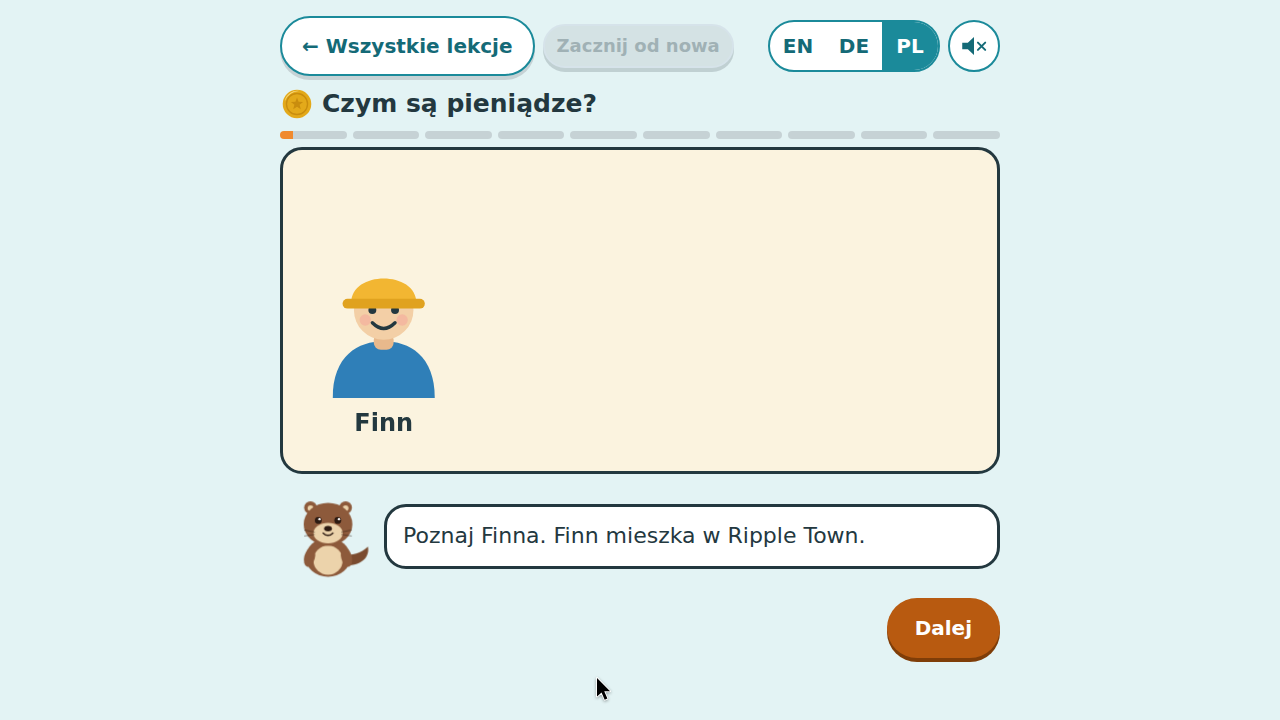 ← Wszystkie lekcje
Zacznij od nowa
EN DE PL
Czym są pieniądze?
Finn
Poznaj Finna. Finn mieszka w Ripple Town.
Dalej